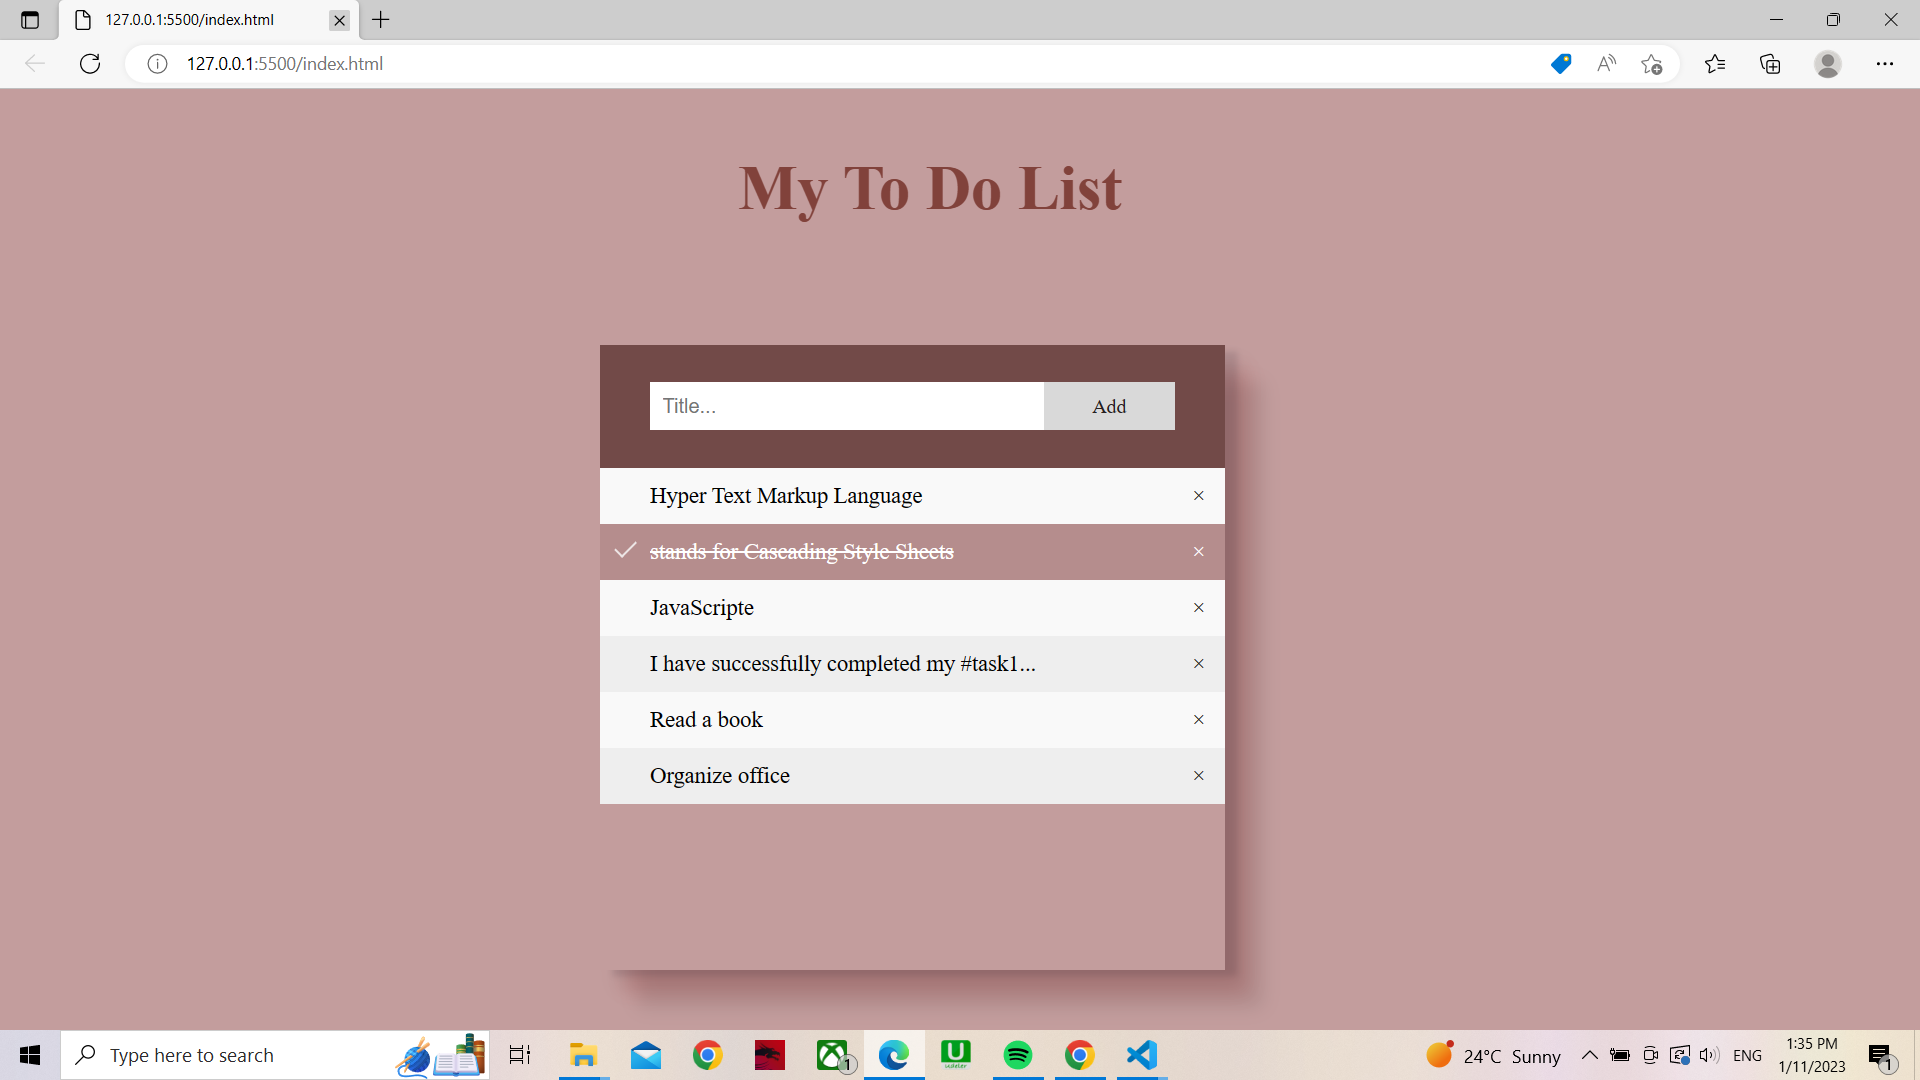 127.0.0.1:5500/index.html
127.0.0.1:5500/index.html
My To Do List
Title...
Add
Hyper Text Markup Language
stands for Cascading Style Sheets
JavaScripte
I have successfully completed my #task1...
Read a book
Organize office
Type here to search
1
U
24°C Sunny
ENG
1:35 PM
1/11/2023
1